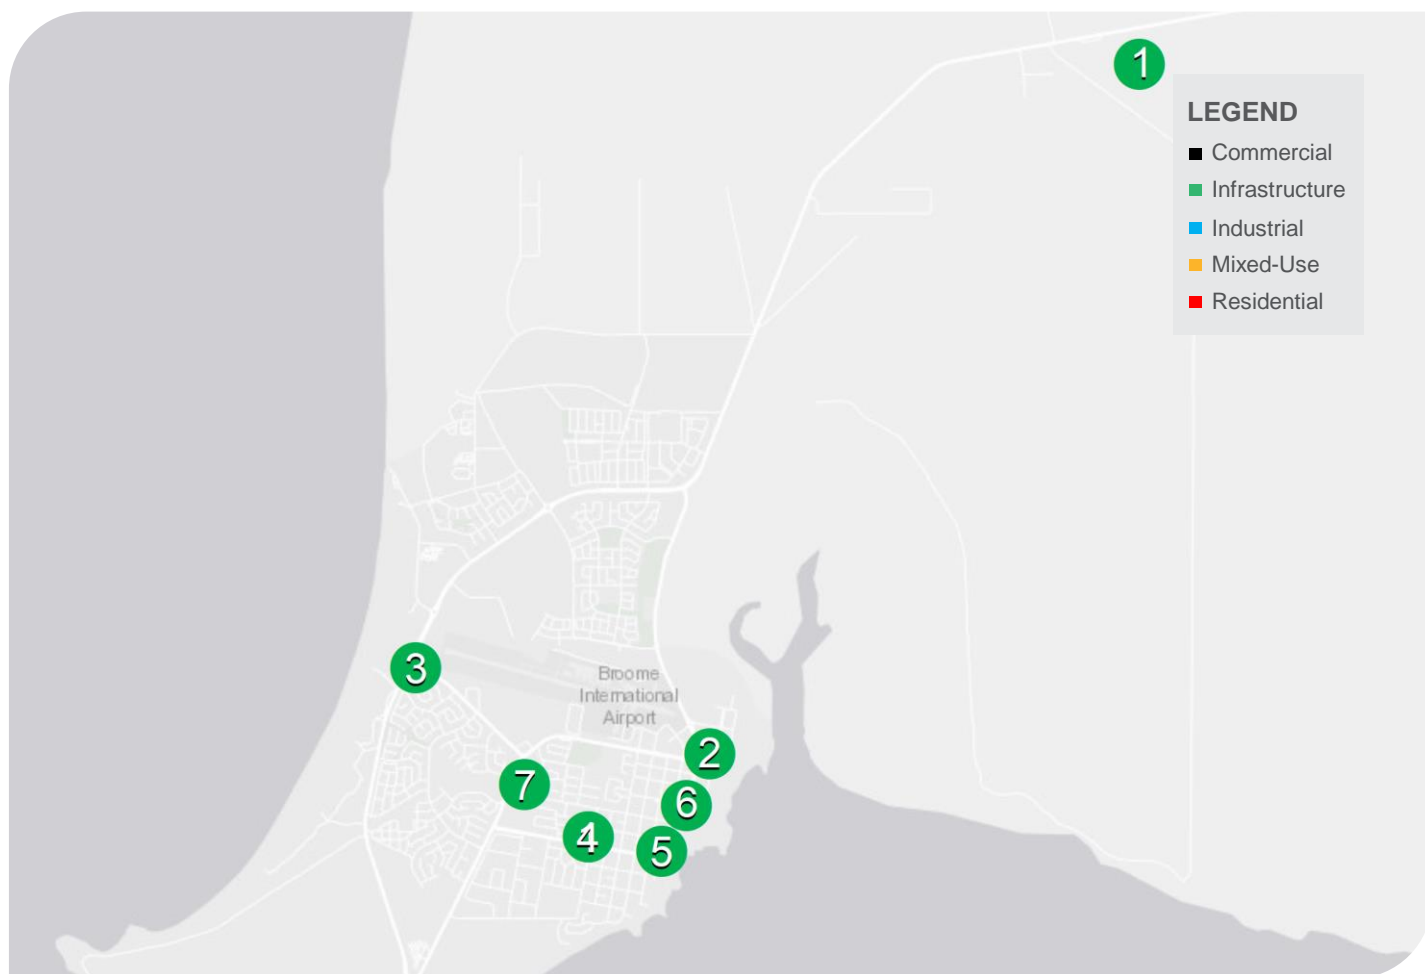 1
LEGEND
Commercial
Infrastructure
Industrial
Mixed-Use
Residential
3
Broome
International
Airport
2
7
6
4
5